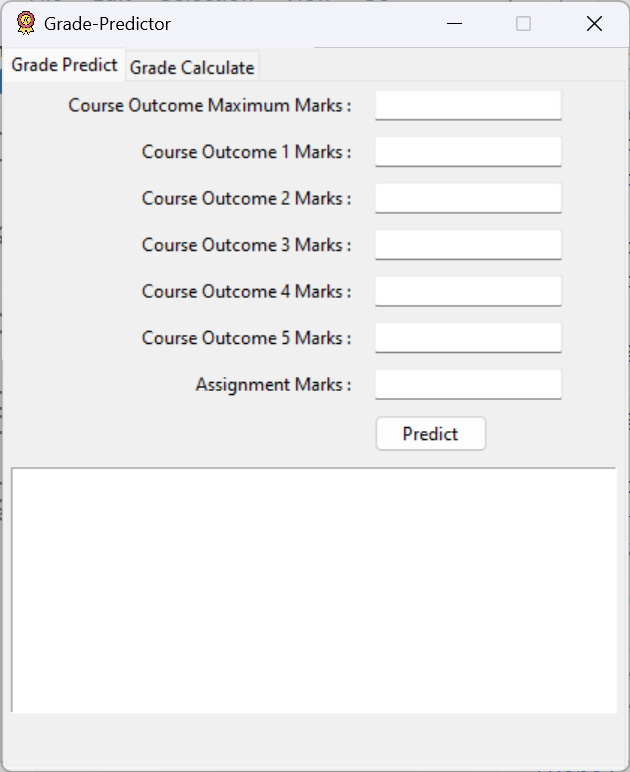 Grade-Predictor
Grade Predict Grade Calculate
Course Outcome Maximum Marks :
Course Outcome 1 Marks :
Course Outcome 2 Marks :
Course Outcome 3 Marks :
Course Outcome 4 Marks :
Course Outcome 5 Marks :
Assignment Marks :
Predict